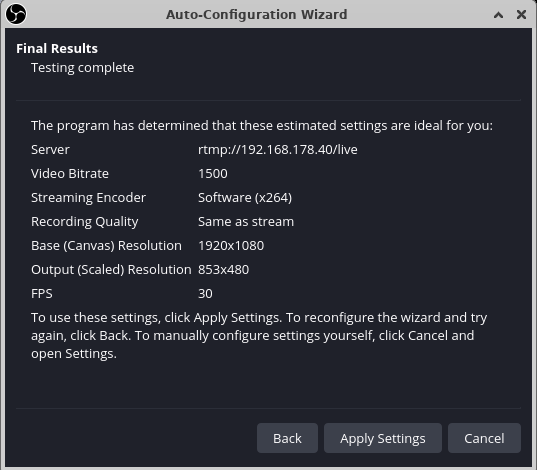 Auto-Configuration Wizard
Final Results
Testing complete
The program has determined that these estimated settings are ideal for you:
Server rtmp://192.168.178.40/live
Video Bitrate 1500
Streaming Encoder Software (x264)
Recording Quality Same as stream
Base (Canvas) Resolution 1920x1080
Output (Scaled) Resolution 853x480
FPS 30
To use these settings, click Apply Settings. To reconfigure the wizard and try
again, click Back. To manually configure settings yourself, click Cancel and
open Settings.
Back Apply Settings Cancel